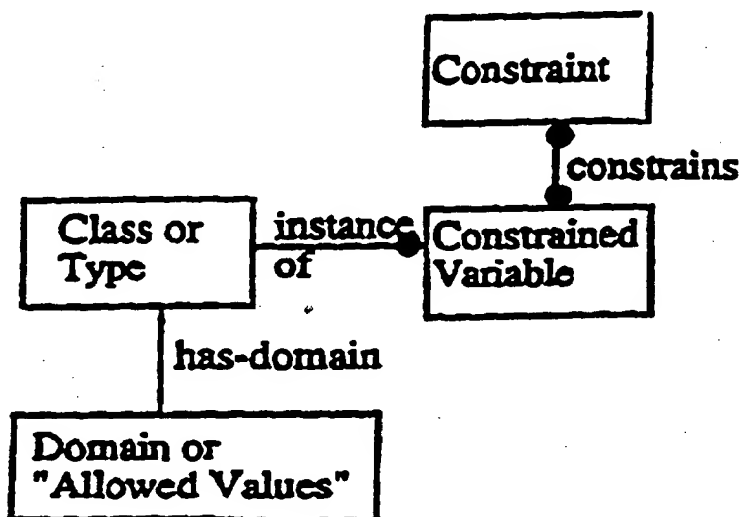 Constraint
constrains
Class or
Type
instance
of
Constrained
Variable
has-domain
Domain or
"Allowed Values"